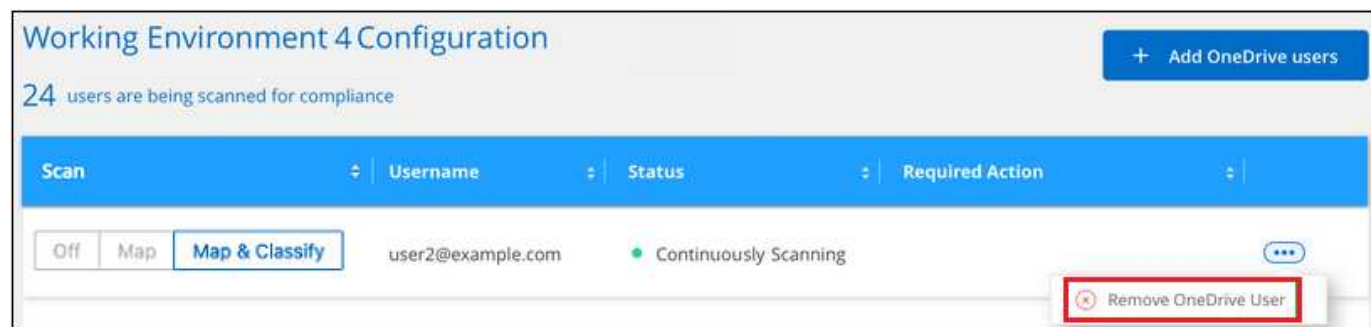 Working Environment 4 Configuration
+ Add OneDrive users
24 users are being scanned for compliance
Scan Username Status Required Action
Off Map Map & Classify user2@example.com Continuously Scanning
Remove OneDrive User